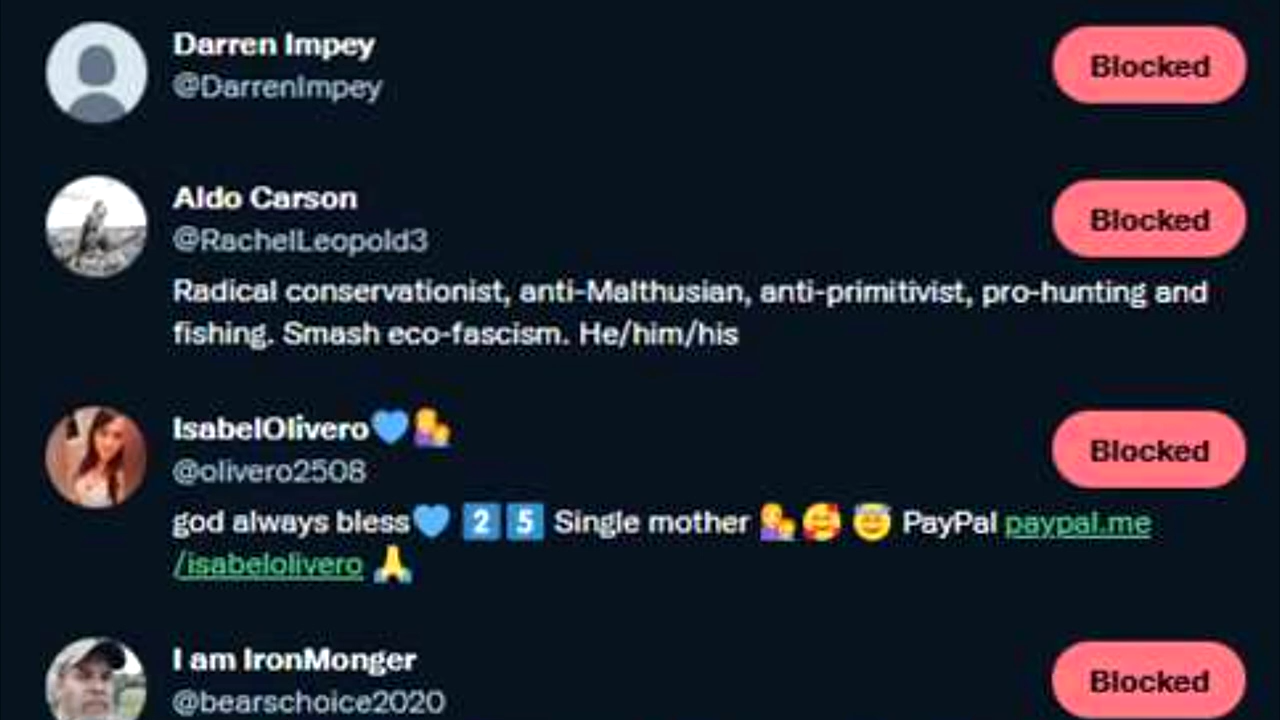 Darren Impey
@DarrenImpey
Blocked
Aldo Carson
@RachelLeopold3
Blocked
Radical conservationist, anti-Malthusian, anti-primitivist, pro-hunting and
fishing. Smash eco-fascism. He/him/his
IsabelOlivero💙💁
@olivero2508
Blocked
god always bless💙 2️⃣5️⃣ Single mother 💁🥰 😇 PayPal paypal.me
/isabelolivero 🙏
I am IronMonger
@bearschoice2020
Blocked